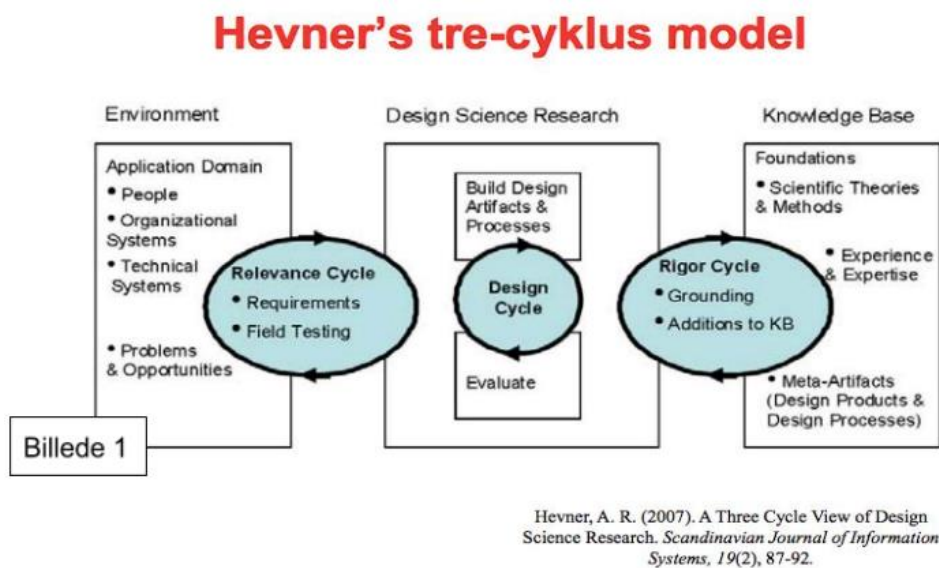 Hevner's tre-cyklus model
Environment
Design Science Research
Knowledge Base
Application Domain
• People
• Organizational
Systems
• Technical
Systems
• Problems
& Opportunities
Relevance Cycle
• Requirements
• Field Testing
Build Design
Artifacts &
Processes
Design
Cycle
Evaluate
Rigor Cycle
• Grounding
• Additions to KB
Foundations
• Scientific Theories
& Methods
• Experience
& Expertise
• Meta-Artifacts
(Design Products &
Design Processes)
Billede 1
Hevner, A. R. (2007). A Three Cycle View of Design
Science Research. Scandinavian Journal of Information
Systems, 19(2), 87-92.